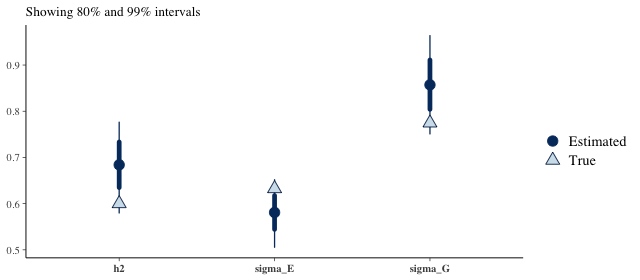 Showing 80% and 99% intervals
0.9
0.8
0.7
0.6
0.5
h2 sigma_E sigma_G
Estimated
True